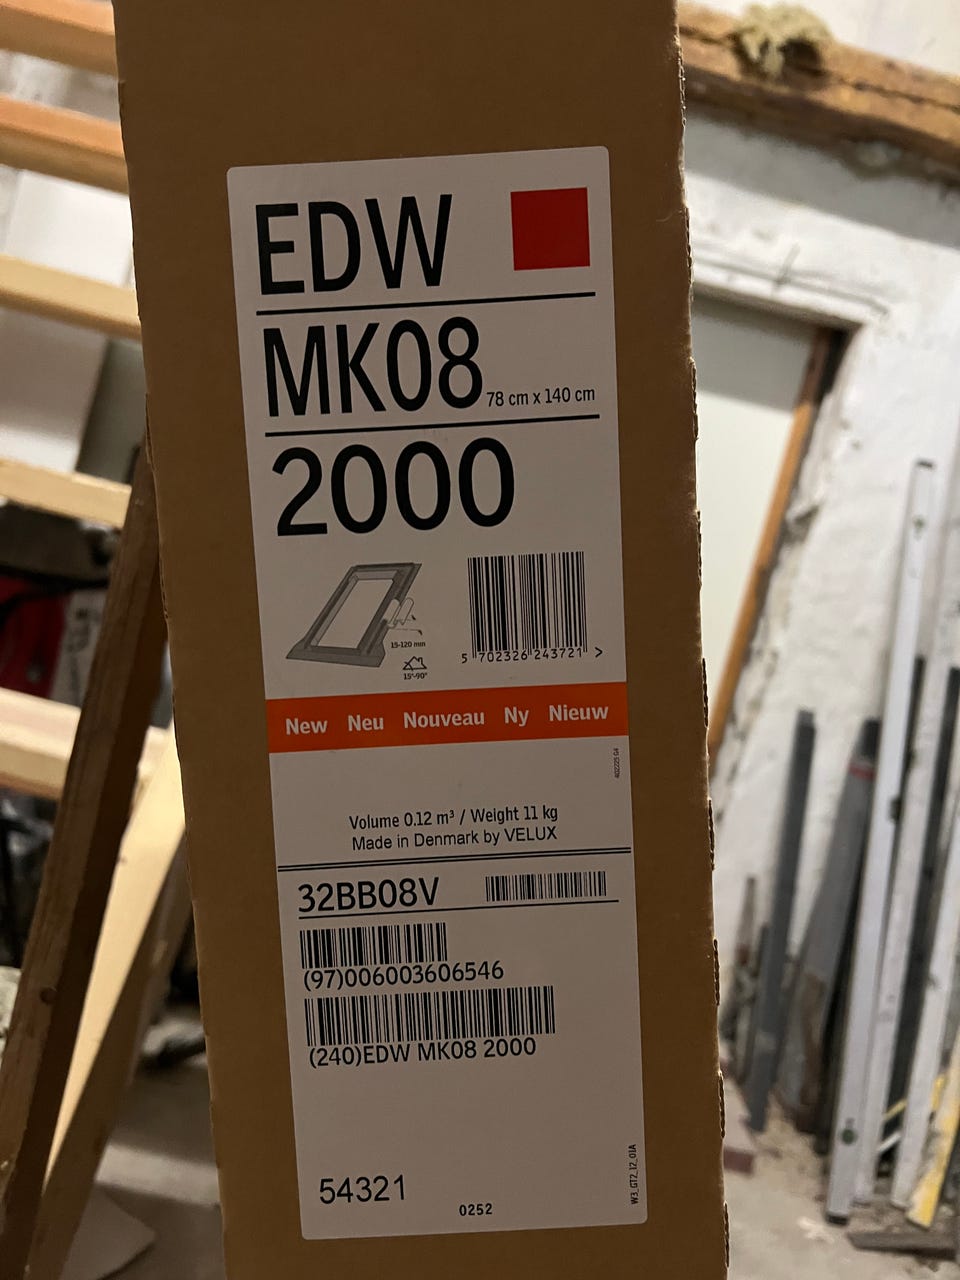 EDW
MK08 78 cm x 140 cm
2000
15-120 mm
15°-90°
5 702326 243721 >
New Neu Nouveau Ny Nieuw
Volume 0.12 m³ / Weight 11 kg
Made in Denmark by VELUX
32BB08V
(97)006003606546
(240)EDW MK08 2000
54321
0252
W3_GT2_12_01A